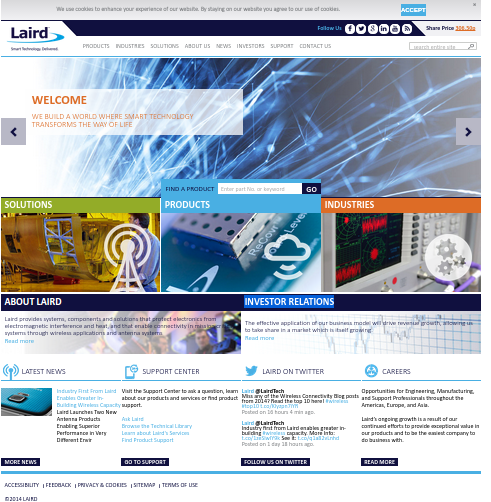 We use cookies to enhance your experience of our website. By staying on our website you agree to our use of cookies.
ACCEPT
Laird
Smart Technology. Delivered.
Follow Us
Share Price
PRODUCTS INDUSTRIES SOLUTIONS ABOUT US NEWS INVESTORS SUPPORT CONTACT US
search entire site
WELCOME
WE BUILD A WORLD WHERE SMART TECHNOLOGY
TRANSFORMS THE WAY OF LIFE
FIND A PRODUCT
Enter part no. or keyword
GO
SOLUTIONS
PRODUCTS
INDUSTRIES
ABOUT LAIRD
Laird provides systems, components and solutions that protect electronics from
electromagnetic interference and heat, and that enable connectivity in mission-critical
systems through wireless applications and antenna systems
Read more
INVESTOR RELATIONS
The effective application of our business model will drive revenue growth, allowing us
to take share in a market which is itself growing
Read more
LATEST NEWS
Industry First From Laird
Enables Greater In-
Building Wireless Capacity
Laird Launches Two New
Antenna Products
Enabling Superior
Performance in Very
Different Envir
MORE NEWS
SUPPORT CENTER
Visit the Support Center to ask a question, learn
about our products and services or find product
support.
Ask Laird
Browse the Technical Library
Learn about Laird's Services
Find Product Support
GO TO SUPPORT
LAIRD ON TWITTER
Laird @LairdTech
Miss any of the Wireless Connectivity Blog posts
from 2014? Read the top 10 here! #wireless
Posted on 16 hours 4 min ago
Laird @LairdTech
Industry first from Laird enables greater in-
building #wireless capacity. More Info:
See it:
Posted on 1 day 18 hours ago
FOLLOW US ON TWITTER
CAREERS
Opportunities for Engineering, Manufacturing,
and Support Professionals throughout the
Americas, Europe, and Asia.
Laird's ongoing growth is a result of our
continued efforts to provide exceptional value in
our products and to be the easiest company to
do business with.
READ MORE
ACCESSIBILITY | FEEDBACK | PRIVACY & COOKIES | SITEMAP | TERMS OF USE
©2014 LAIRD